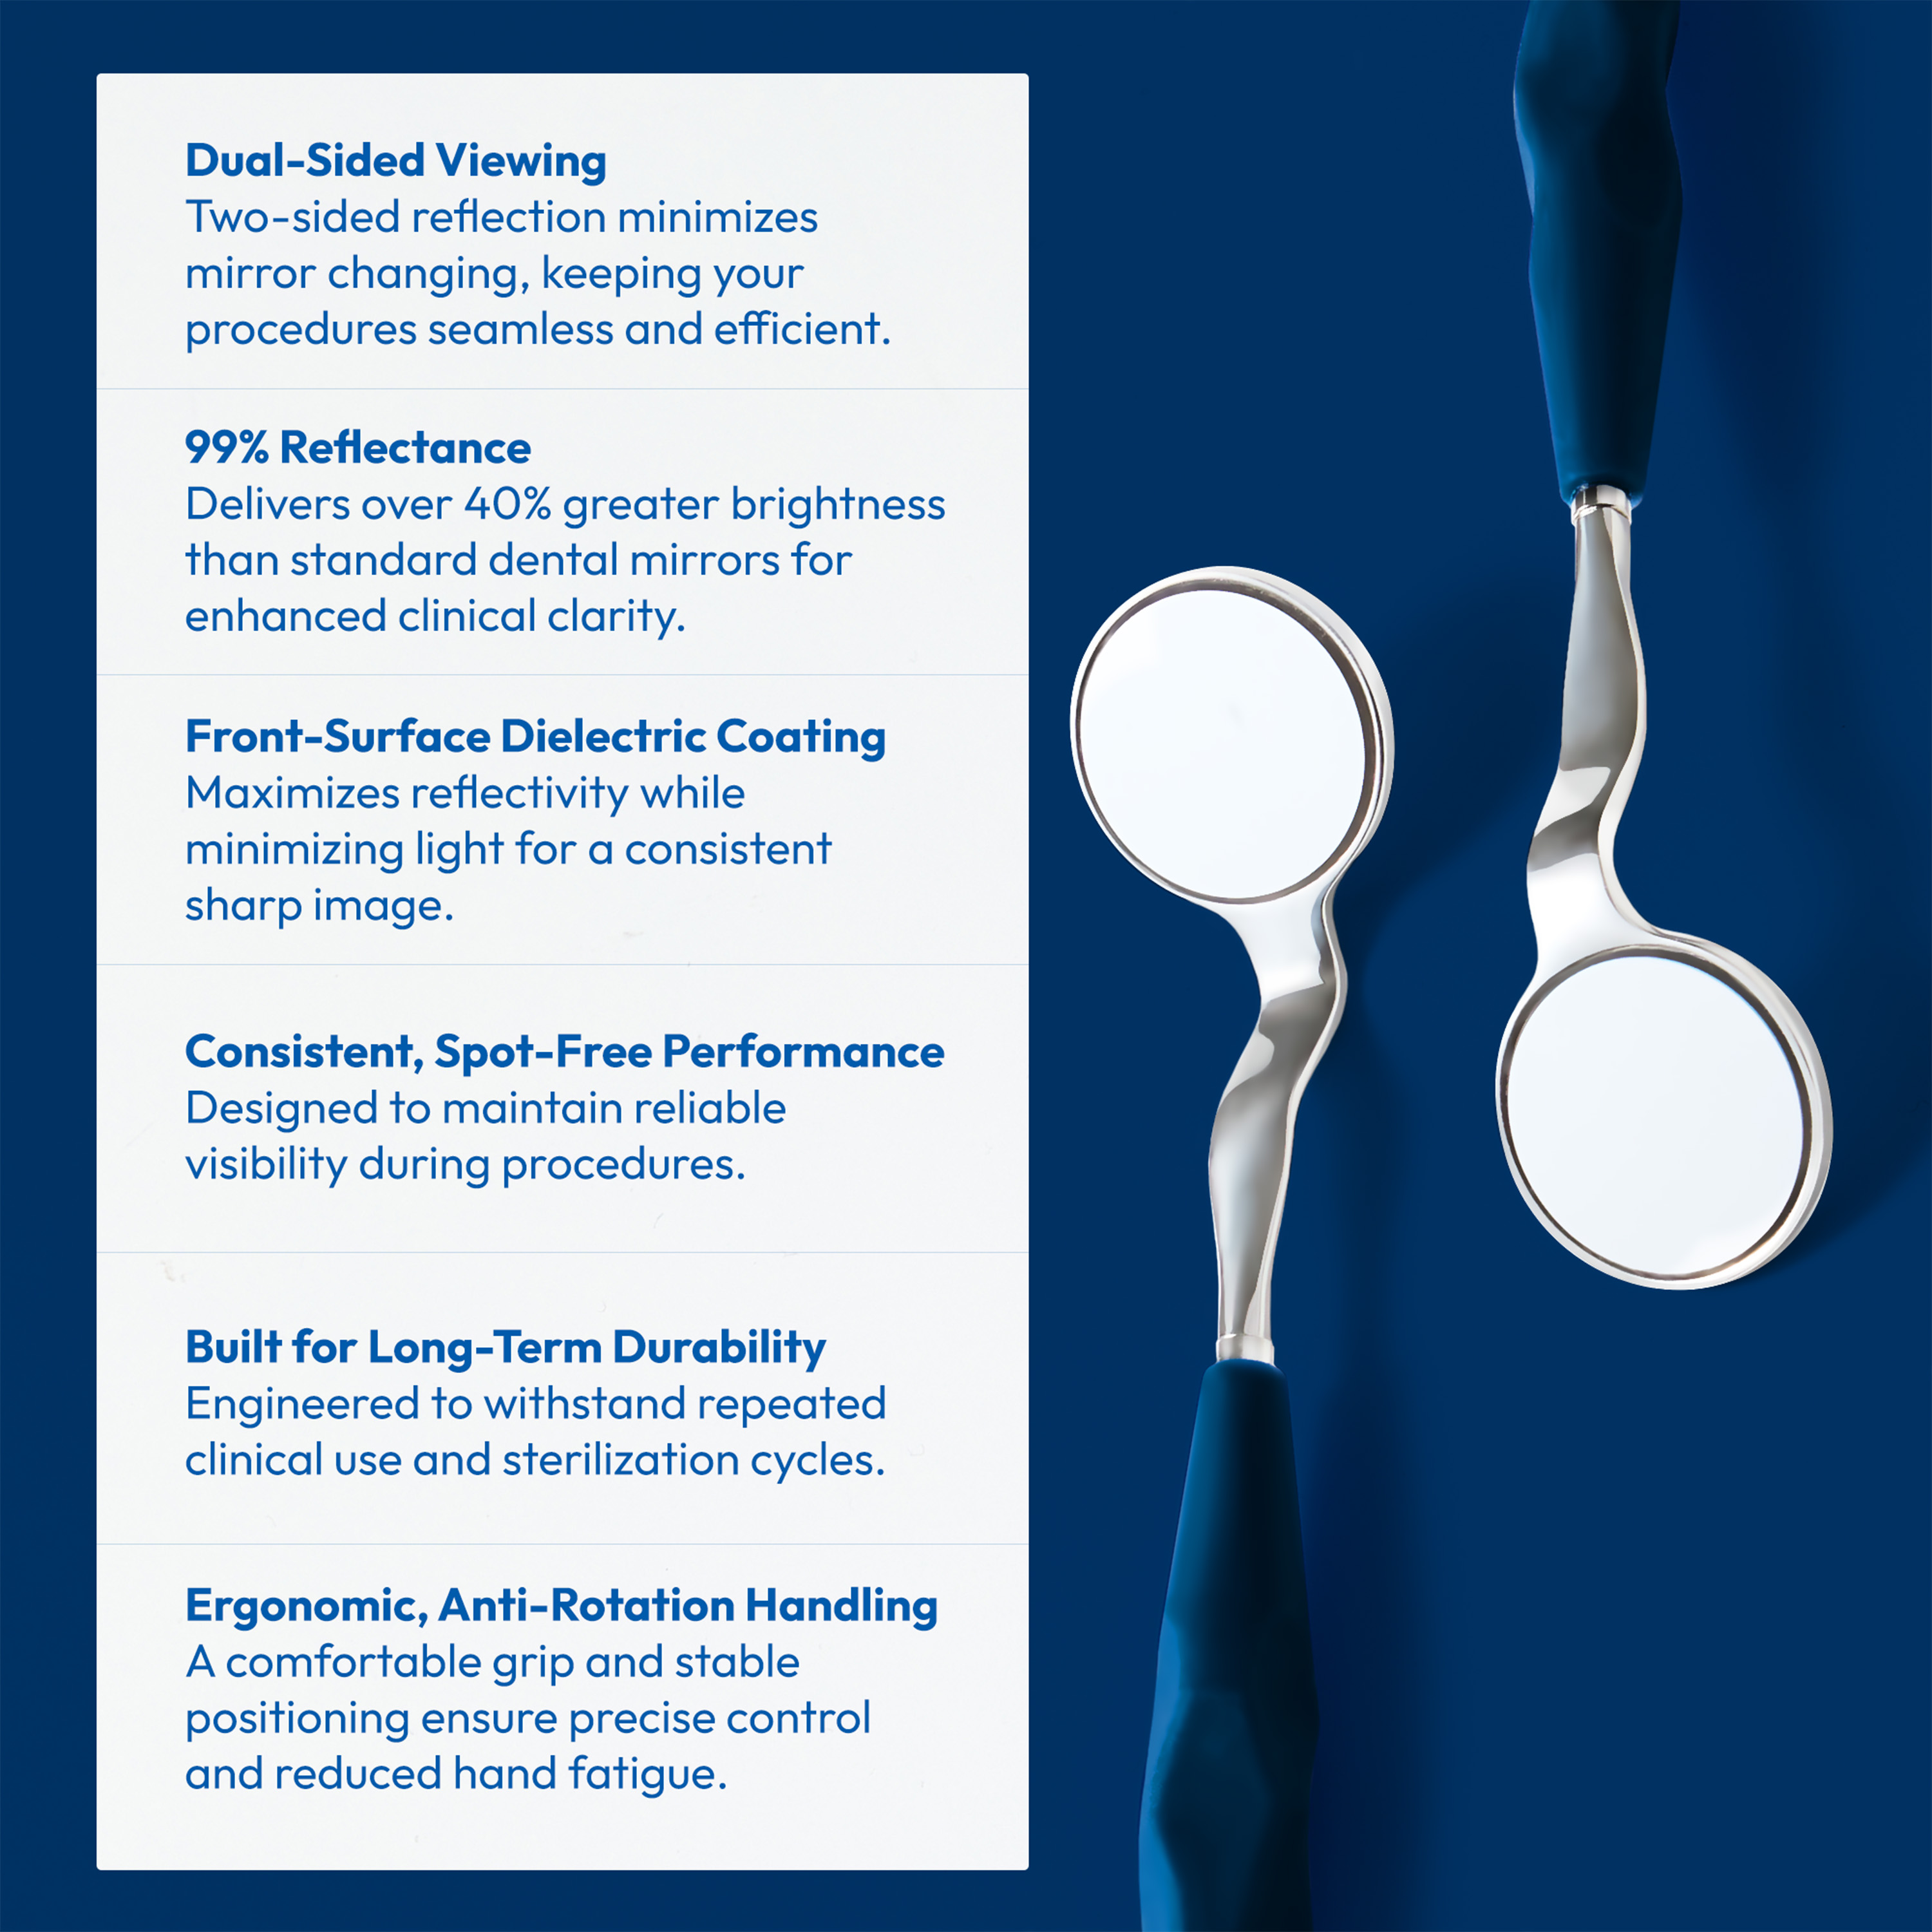 Dual-Sided Viewing
Two-sided reflection minimizes
mirror changing, keeping your
procedures seamless and efficient.
99% Reflectance
Delivers over 40% greater brightness
than standard dental mirrors for
enhanced clinical clarity.
Front-Surface Dielectric Coating
Maximizes reflectivity while
minimizing light for a consistent
sharp image.
Consistent, Spot-Free Performance
Designed to maintain reliable
visibility during procedures.
Built for Long-Term Durability
Engineered to withstand repeated
clinical use and sterilization cycles.
Ergonomic, Anti-Rotation Handling
A comfortable grip and stable
positioning ensure precise control
and reduced hand fatigue.